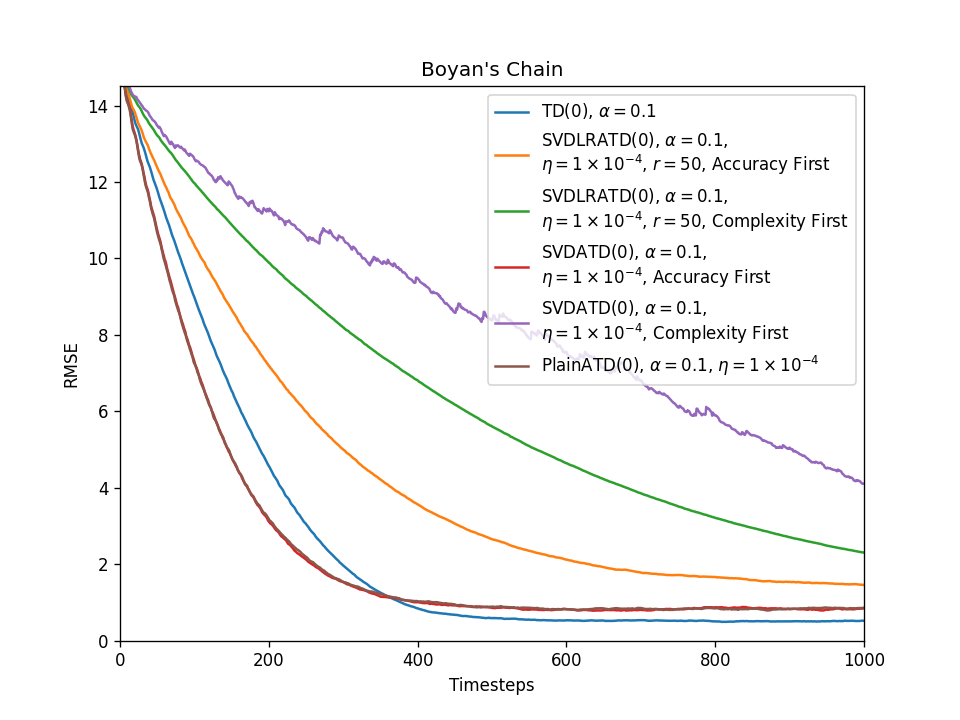 Boyan's Chain
14
12
10
8
6
4
2
0
RMSE
0 200 400 600 800 1000
Timesteps
TD(0), α = 0.1
SVDLRATD(0), α = 0.1,
η = 1 × 10⁻⁴, r = 50, Accuracy First
SVDLRATD(0), α = 0.1,
η = 1 × 10⁻⁴, r = 50, Complexity First
SVDATD(0), α = 0.1,
η = 1 × 10⁻⁴, Accuracy First
SVDATD(0), α = 0.1,
η = 1 × 10⁻⁴, Complexity First
PlainATD(0), α = 0.1, η = 1 × 10⁻⁴